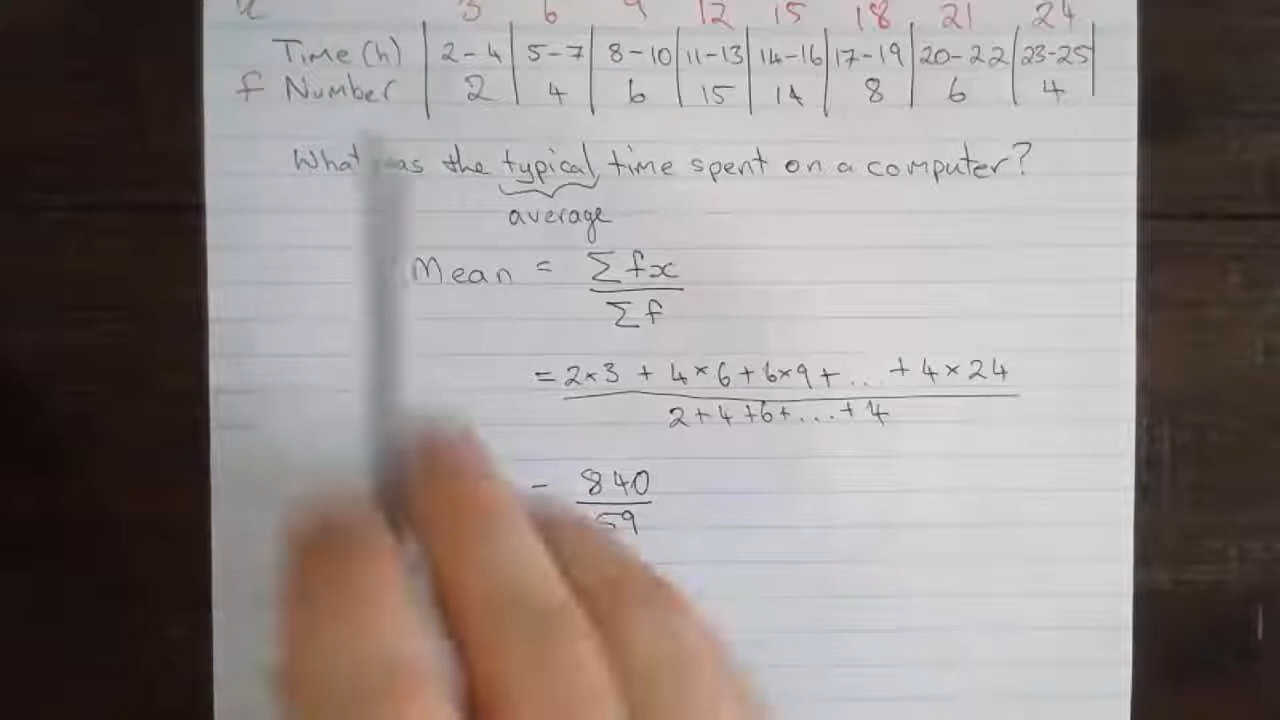 x 3 6 9 12 15 18 21 24
Time (h) 2-4 5-7 8-10 11-13 14-16 17-19 20-22 23-25
f Number 2 4 6 15 14 8 6 4
What was the typical time spent on a computer?
average
Mean = Σfx
Σf
= 2×3 + 4×6 + 6×9 + ... + 4×24
2+4+6+...+4
= 840
59